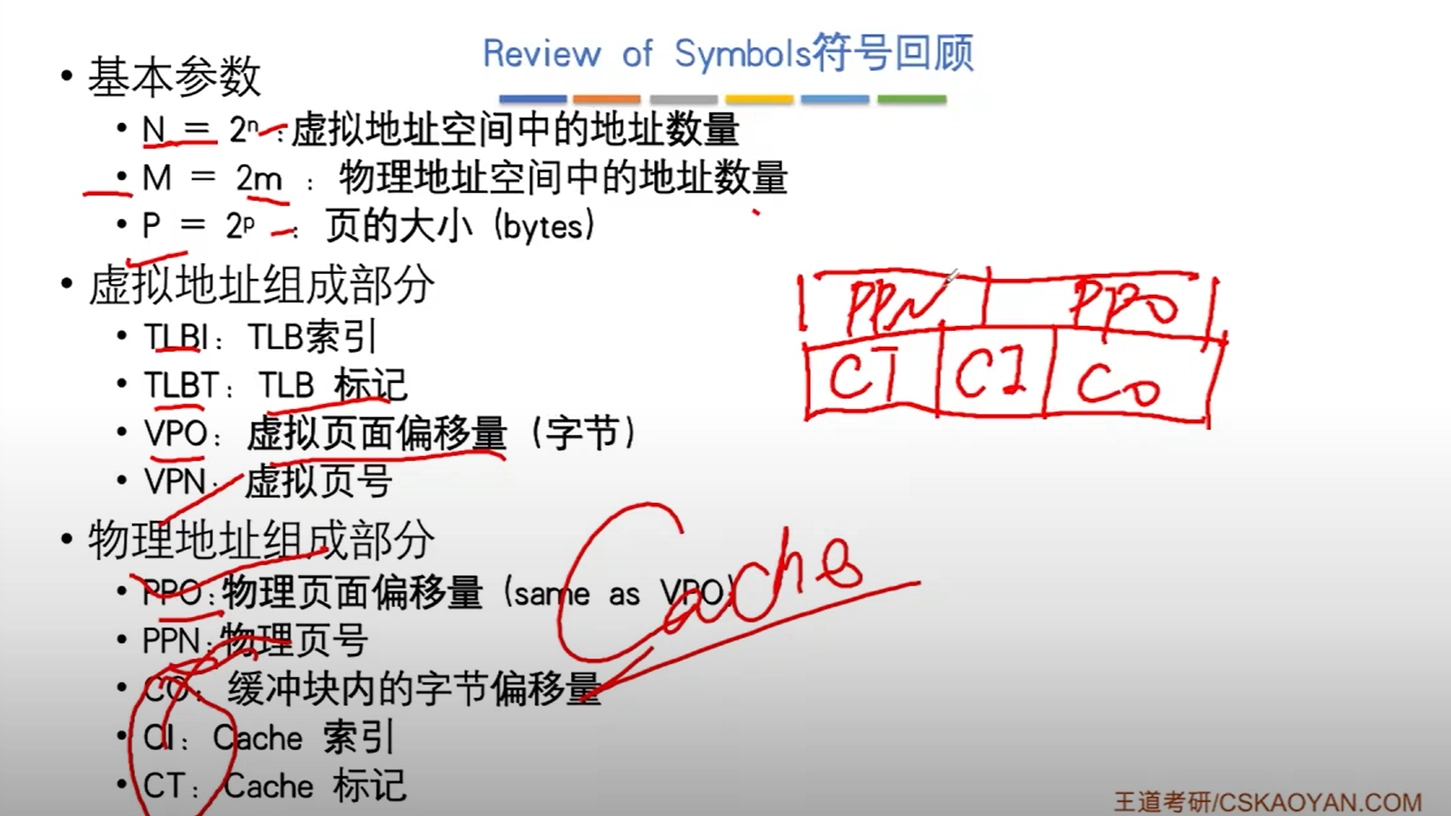 Review of Symbols符号回顾
• 基本参数
• N = 2ⁿ :虚拟地址空间中的地址数量
• M = 2m : 物理地址空间中的地址数量
• P = 2ᵖ : 页的大小 (bytes)
• 虚拟地址组成部分
• TLBI: TLB索引
• TLBT: TLB 标记
• VPO: 虚拟页面偏移量 (字节)
• VPN: 虚拟页号
• 物理地址组成部分
• PPO:物理页面偏移量 (same as VPO)
• PPN:物理页号
• CO: 缓冲块内的字节偏移量
• CI: Cache 索引
• CT: Cache 标记
PPN PPO
CT CI CO
Cache
王道考研/CSKAOYAN.COM